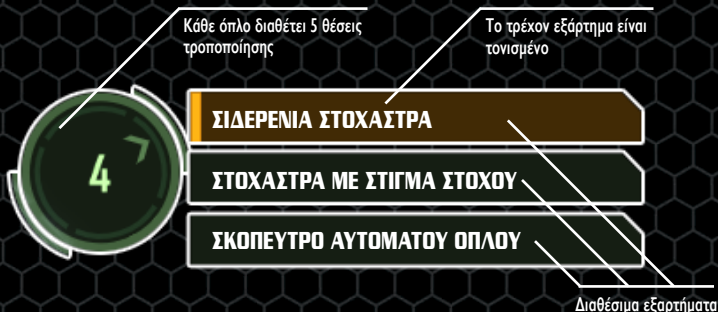 Κάθε όπλο διαθέτει 5 θέσεις
τροποποίησης
Το τρέχον εξάρτημα είναι
τονισμένο
4
ΣΙΔΕΡΕΝΙΑ ΣΤΟΧΑΣΤΡΑ
ΣΤΟΧΑΣΤΡΑ ΜΕ ΣΤΙΓΜΑ ΣΤΟΧΟΥ
ΣΚΟΠΕΥΤΡΟ ΑΥΤΟΜΑΤΟΥ ΟΠΛΟΥ
Διαθέσιμα εξαρτήματα